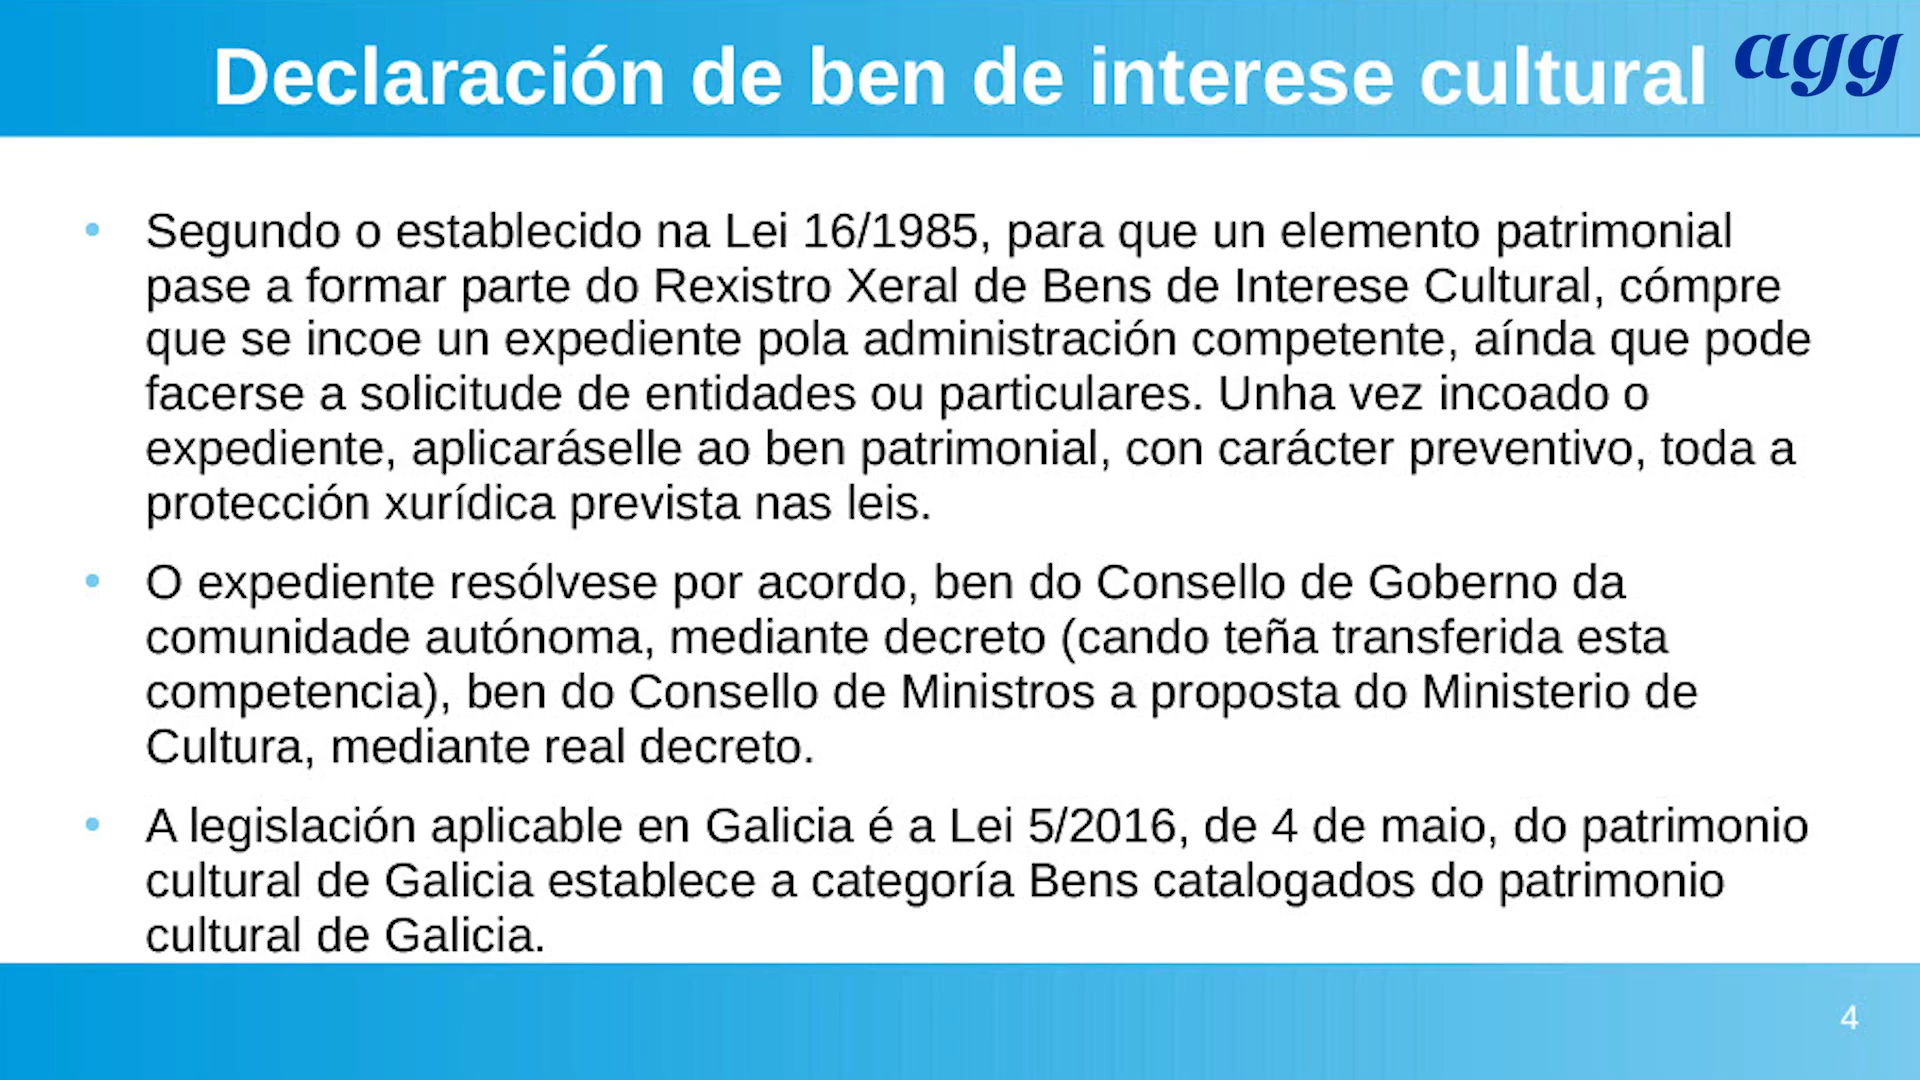 Declaración de ben de interese cultural
agg
• Segundo o establecido na Lei 16/1985, para que un elemento patrimonial
pase a formar parte do Rexistro Xeral de Bens de Interese Cultural, cómpre
que se incoe un expediente pola administración competente, aínda que pode
facerse a solicitude de entidades ou particulares. Unha vez incoado o
expediente, aplicaráselle ao ben patrimonial, con carácter preventivo, toda a
protección xurídica prevista nas leis.
• O expediente resólvese por acordo, ben do Consello de Goberno da
comunidade autónoma, mediante decreto (cando teña transferida esta
competencia), ben do Consello de Ministros a proposta do Ministerio de
Cultura, mediante real decreto.
• A legislación aplicable en Galicia é a Lei 5/2016, de 4 de maio, do patrimonio
cultural de Galicia establece a categoría Bens catalogados do patrimonio
cultural de Galicia.
4